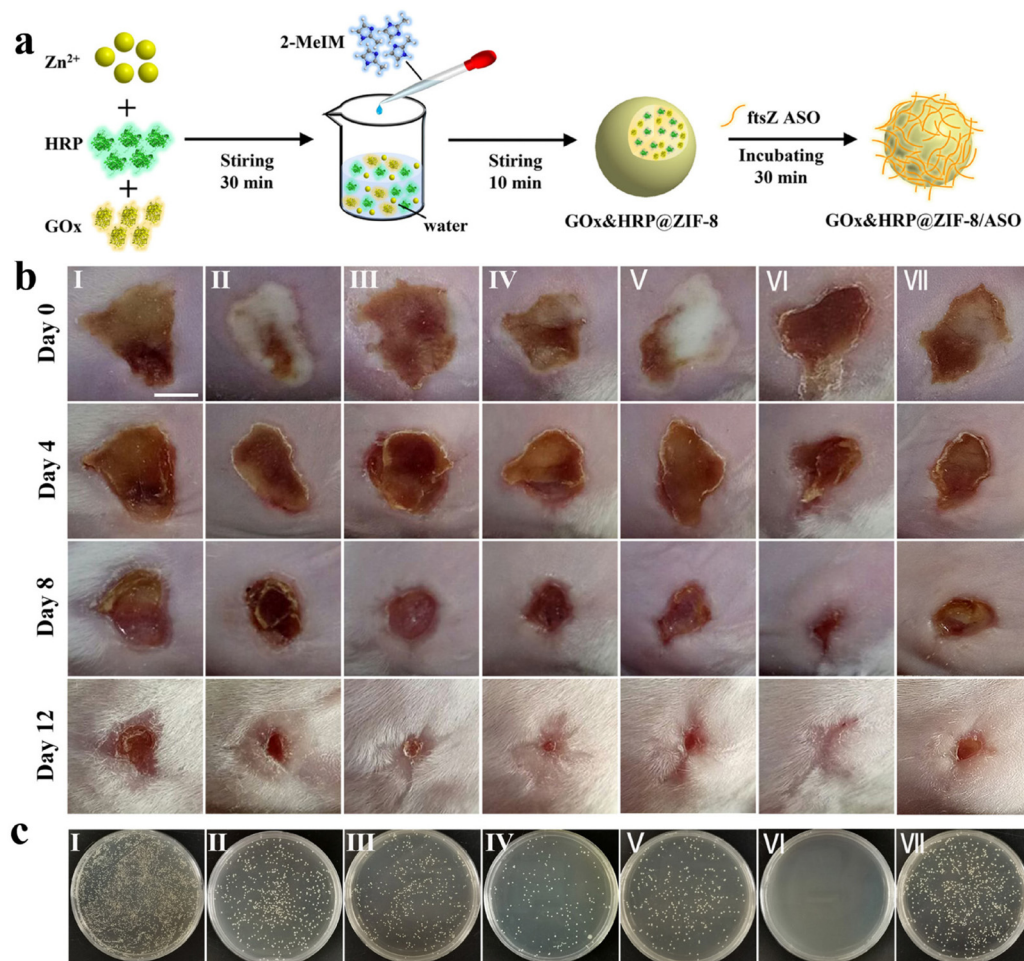 a
Zn²⁺
+
HRP
+
GOx
Stiring
30 min
2-MeIM
water
Stiring
10 min
GOx&HRP@ZIF-8
ftsZ ASO
Incubating
30 min
GOx&HRP@ZIF-8/ASO
b
I II III IV V VI VII
Day 0
Day 4
Day 8
Day 12
c
I II III IV V VI VII